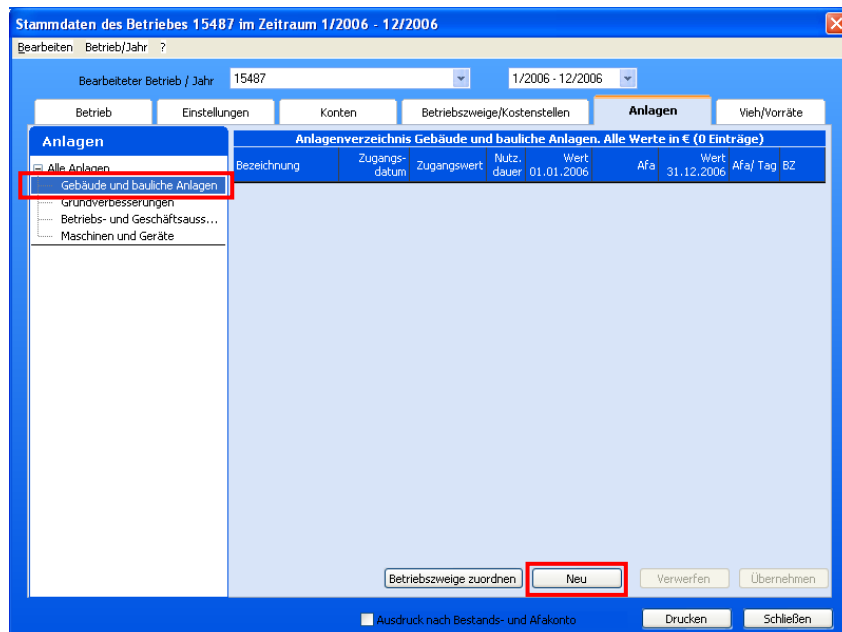 Stammdaten des Betriebes 15487 im Zeitraum 1/2006 - 12/2006
Bearbeiten Betrieb/Jahr ?
Bearbeiteter Betrieb / Jahr 15487 1/2006 - 12/2006
Betrieb Einstellungen Konten Betriebszweige/Kostenstellen Anlagen Vieh/Vorräte
Anlagen
Alle Anlagen
Gebäude und bauliche Anlagen
Grundverbesserungen
Betriebs- und Geschäftsauss...
Maschinen und Geräte
Anlagenverzeichnis Gebäude und bauliche Anlagen. Alle Werte in € (0 Einträge)
Bezeichnung Zugangs-datum Zugangswert Nutz. dauer Wert 01.01.2006 Afa Wert 31.12.2006 Afa/ Tag BZ
Betriebszweige zuordnen Neu Verwerfen Übernehmen
Ausdruck nach Bestands- und Afakonto Drucken Schließen